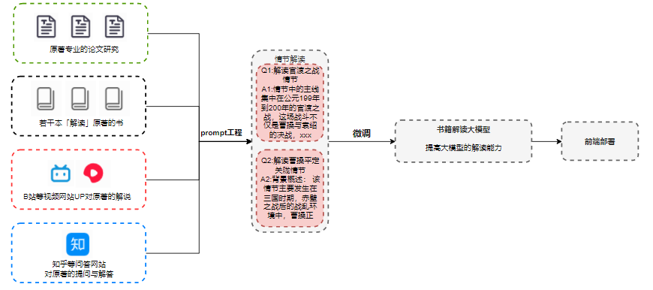 原著专业的论文研究
若干本「解读」原著的书
B站等视频网站UP对原著的解说
知
知乎等问答网站
对原著的提问与解答
prompt工程
情节解读
Q1:解读官渡之战
情节
A1:情节中的主线
集中在公元199年
到200年的官渡之
战，这场战斗不
仅是曹操与袁绍
的决战，xxx
Q2:解读曹操平定
关陇情节
A2:背景概述： 该
情节主要发生在
三国时期，赤壁
之战后的战乱环
境中，曹操正
微调
书籍解读大模型
提高大模型的解读能力
前端部署